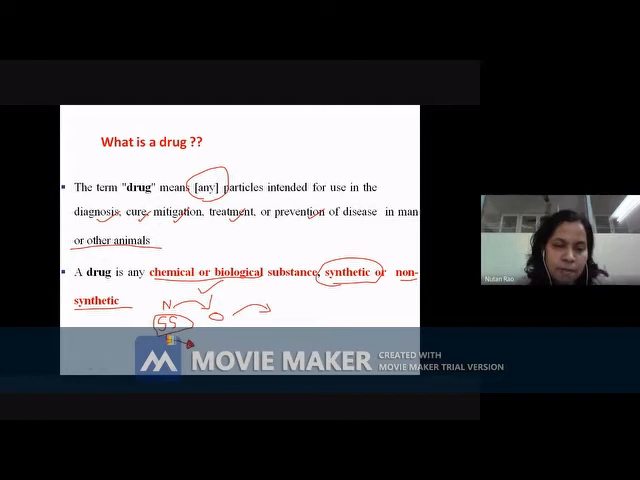 What is a drug ??
The term "drug" means [any] particles intended for use in the
diagnosis, cure, mitigation, treatment, or prevention of disease in man
or other animals
A drug is any chemical or biological substance, synthetic or non-
synthetic
N
SS
Nutan Rao
MOVIE MAKER
CREATED WITH
MOVIE MAKER TRIAL VERSION